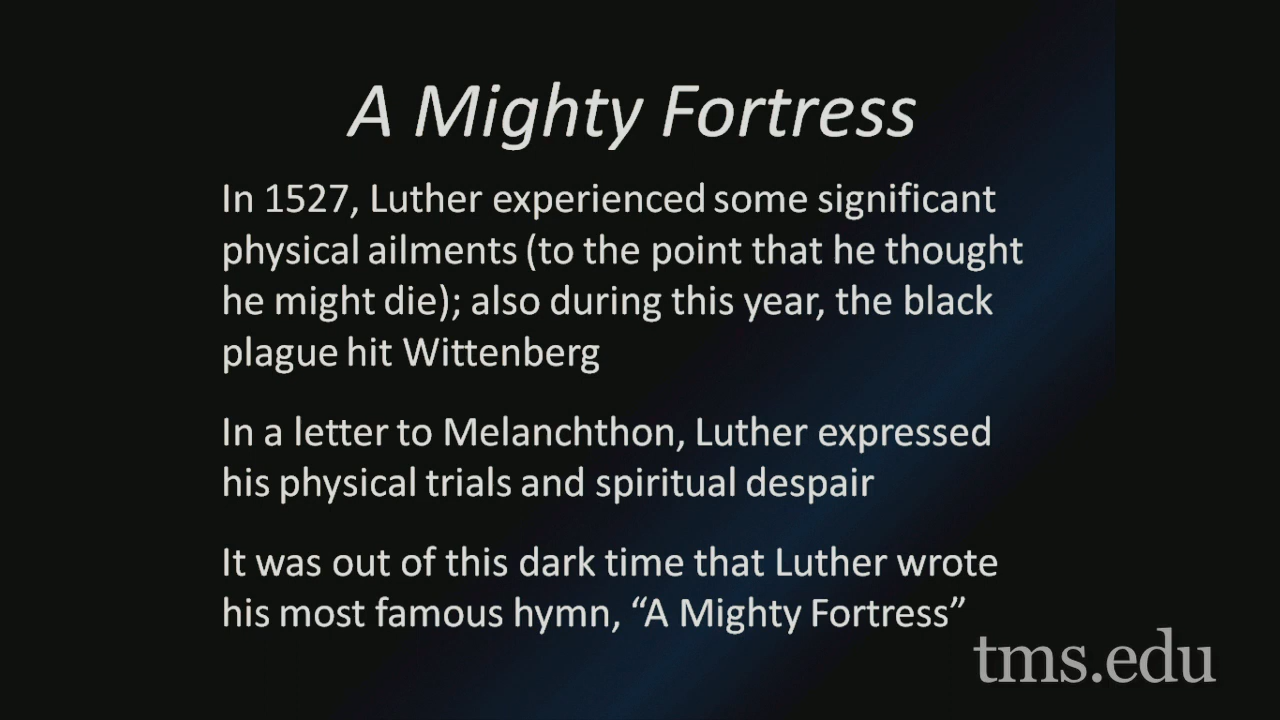 A Mighty Fortress
In 1527, Luther experienced some significant
physical ailments (to the point that he thought
he might die); also during this year, the black
plague hit Wittenberg
In a letter to Melanchthon, Luther expressed
his physical trials and spiritual despair
It was out of this dark time that Luther wrote
his most famous hymn, “A Mighty Fortress”
tms.edu